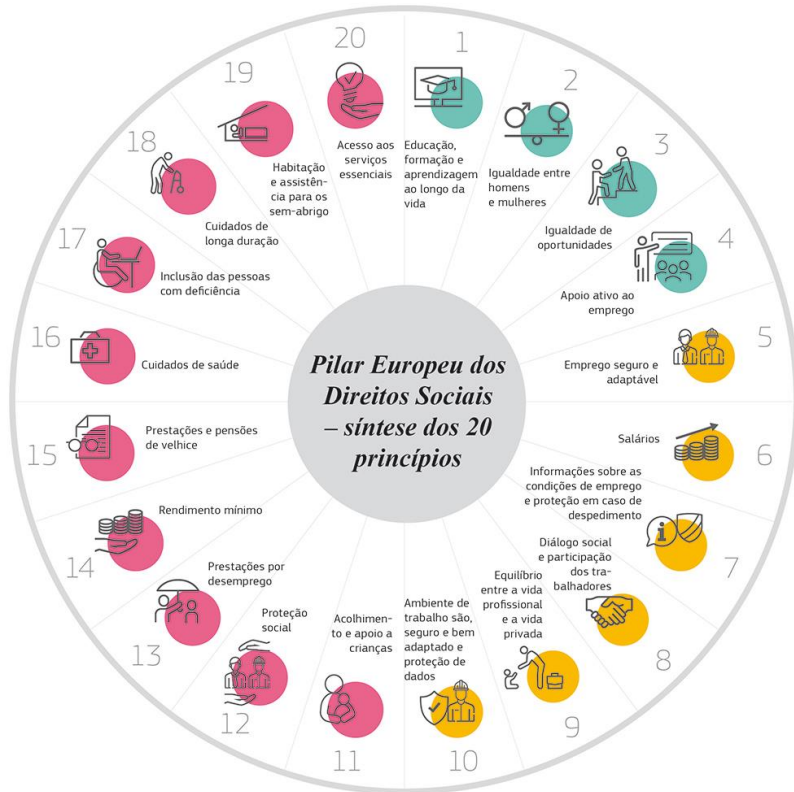 Pilar Europeu dos
Direitos Sociais
– síntese dos 20
princípios
1
Educação,
formação e
aprendizagem
ao longo da
vida
2
Igualdade entre
homens
e mulheres
3
Igualdade de
oportunidades
4
Apoio ativo ao
emprego
5
Emprego seguro e
adaptável
6
Salários
7
Informações sobre as
condições de emprego
e proteção em caso de
despedimento
i
8
Diálogo social
e participação
dos tra-
balhadores
9
Equilíbrio
entre a vida
profissional
e a vida
privada
10
Ambiente de
trabalho são,
seguro e bem
adaptado e
proteção de
dados
11
Acolhimen-
to e apoio a
crianças
12
Proteção
social
13
Prestações por
desemprego
14
Rendimento mínimo
15
Prestações e pensões
de velhice
16
Cuidados de saúde
17
Inclusão das pessoas
com deficiência
18
Cuidados de
longa duração
19
Habitação
e assistên-
cia para os
sem-abrigo
20
Acesso aos
serviços
essenciais